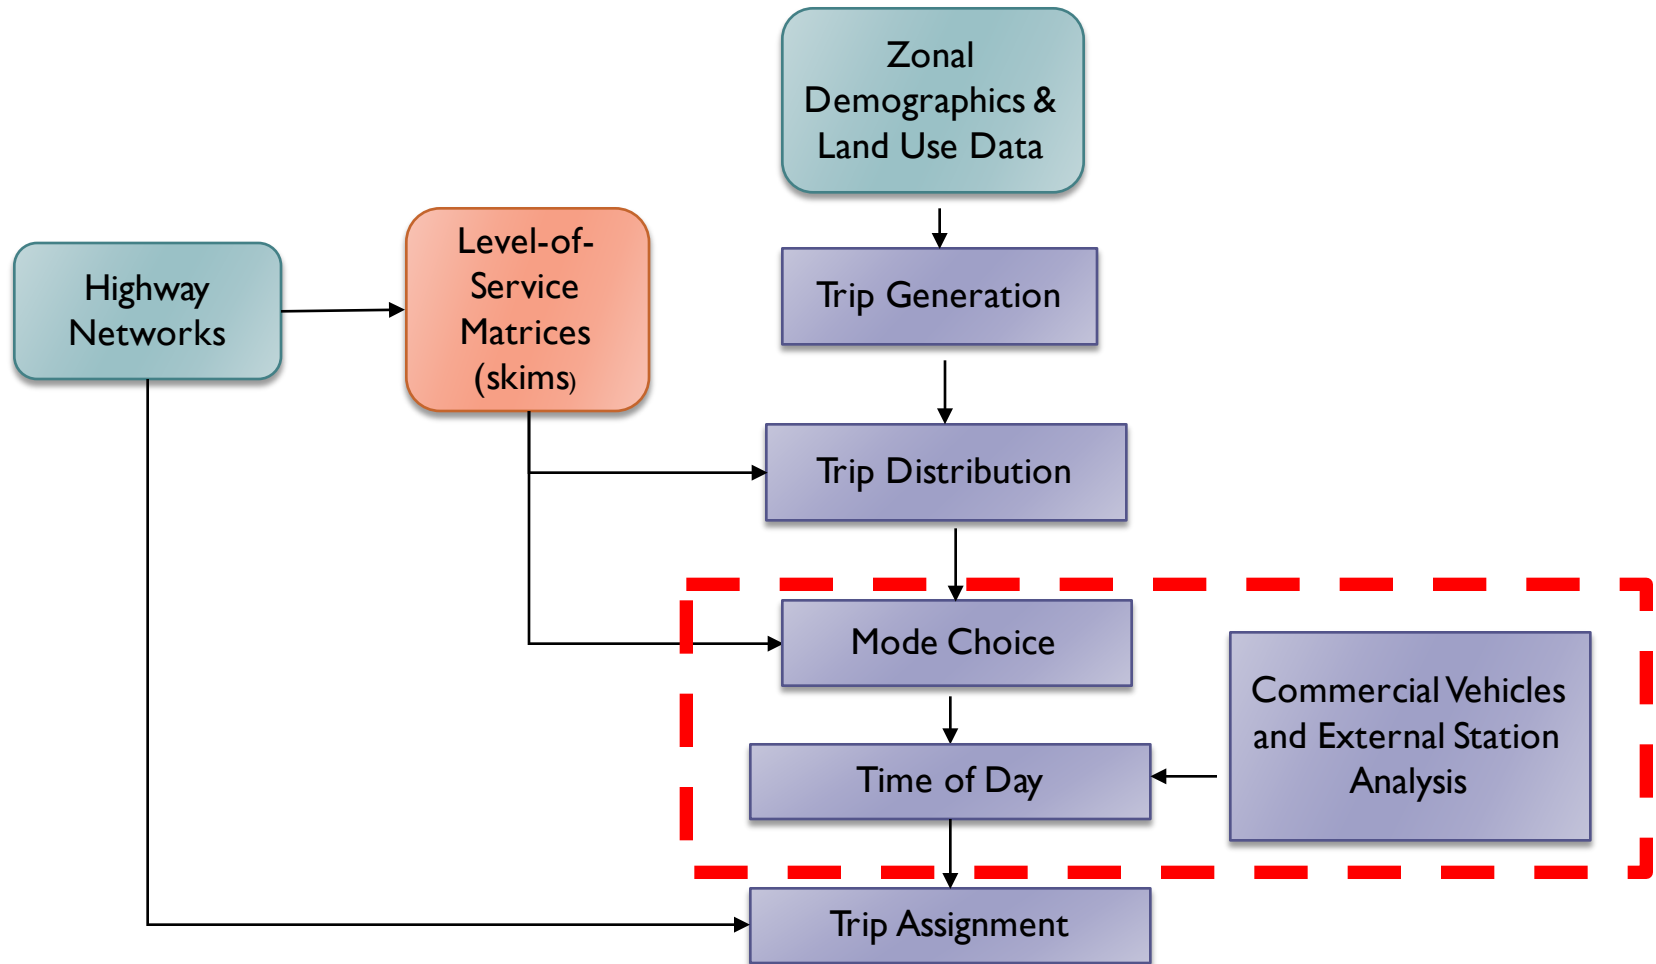 Zonal
Demographics &
Land Use Data
Highway
Networks
Level-of-
Service
Matrices
(skims)
Trip Generation
Trip Distribution
Mode Choice
Commercial Vehicles
and External Station
Analysis
Time of Day
Trip Assignment